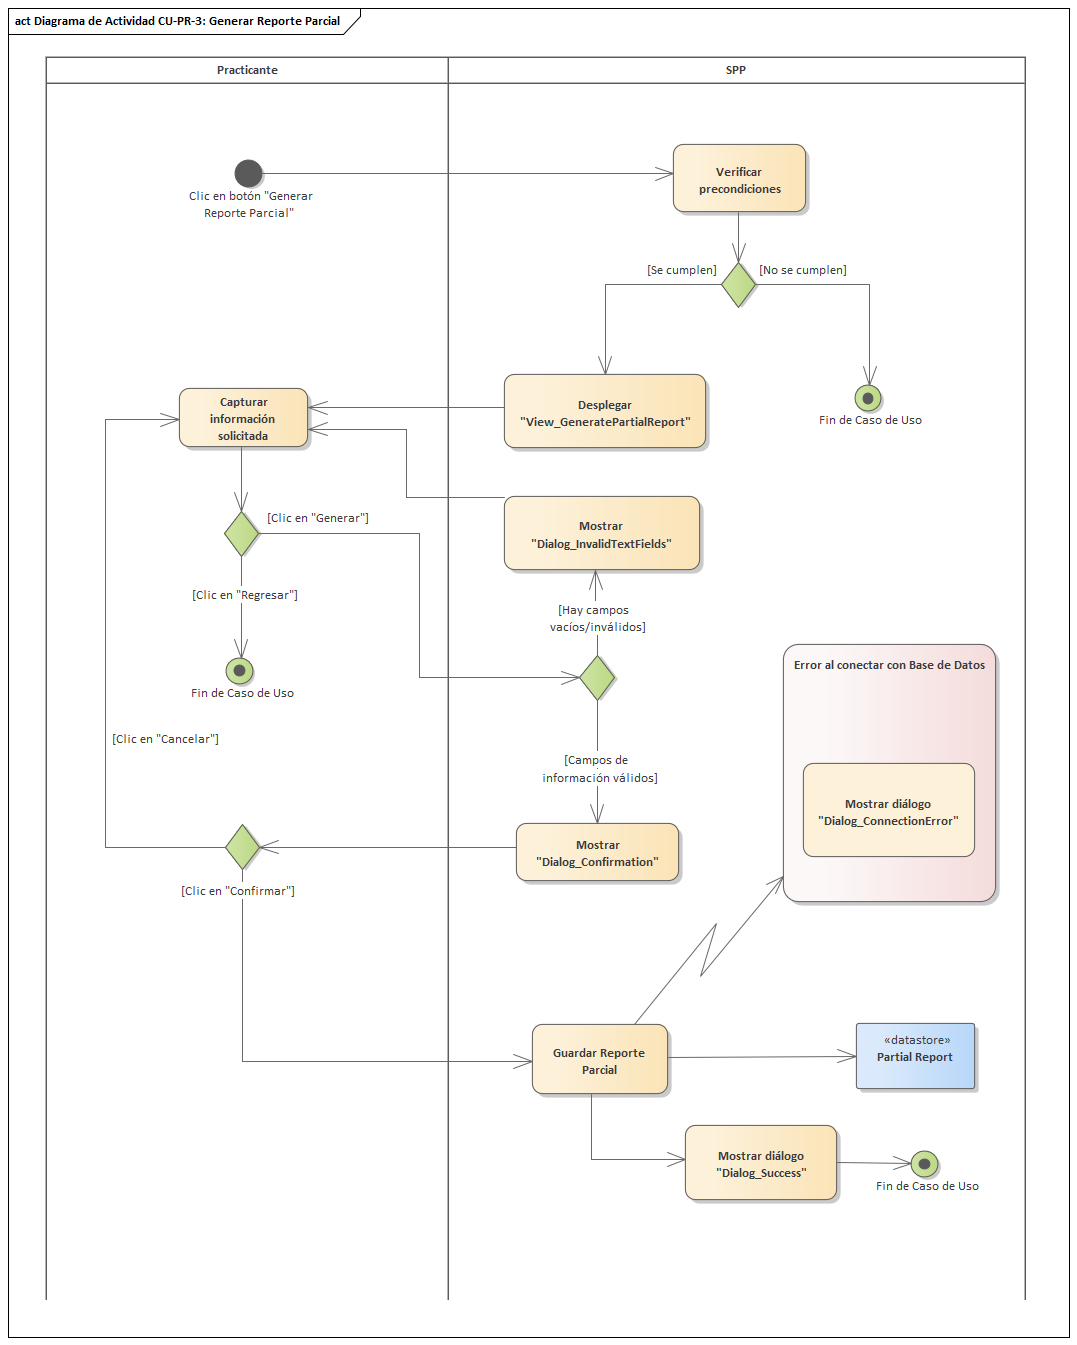 act Diagrama de Actividad CU-PR-3: Generar Reporte Parcial
Practicante
SPP
Clic en botón "Generar
Reporte Parcial"
Verificar
precondiciones
[Se cumplen]
[No se cumplen]
Fin de Caso de Uso
Desplegar
"View_GeneratePartialReport"
Capturar
información
solicitada
[Clic en "Generar"]
Mostrar
"Dialog_InvalidTextFields"
[Clic en "Regresar"]
Fin de Caso de Uso
[Hay campos
vacíos/inválidos]
[Clic en "Cancelar"]
[Campos de
información válidos]
Error al conectar con Base de Datos
Mostrar diálogo
"Dialog_ConnectionError"
Mostrar
"Dialog_Confirmation"
[Clic en "Confirmar"]
Guardar Reporte
Parcial
«datastore»
Partial Report
Mostrar diálogo
"Dialog_Success"
Fin de Caso de Uso